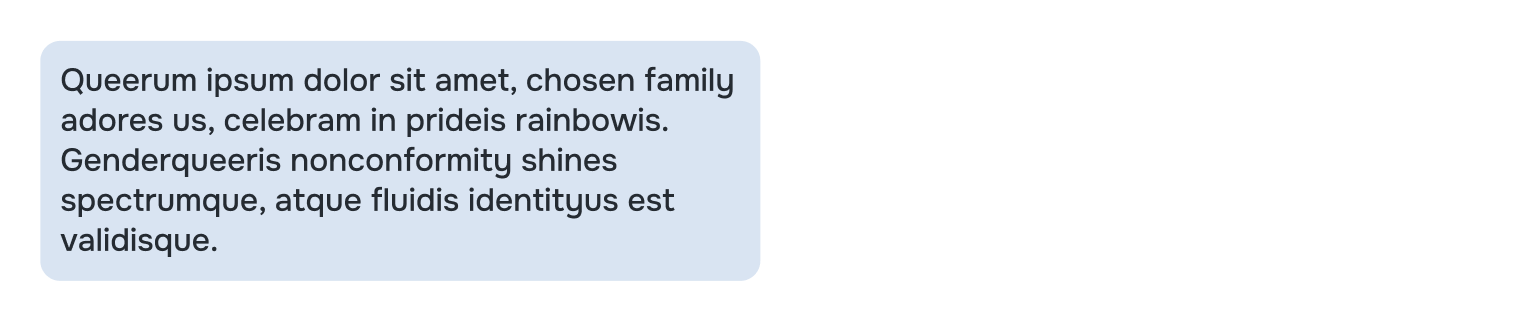 Queerum ipsum dolor sit amet, chosen family
adores us, celebram in prideis rainbowis.
Genderqueeris nonconformity shines
spectrumque, atque fluidis identityus est
validisque.